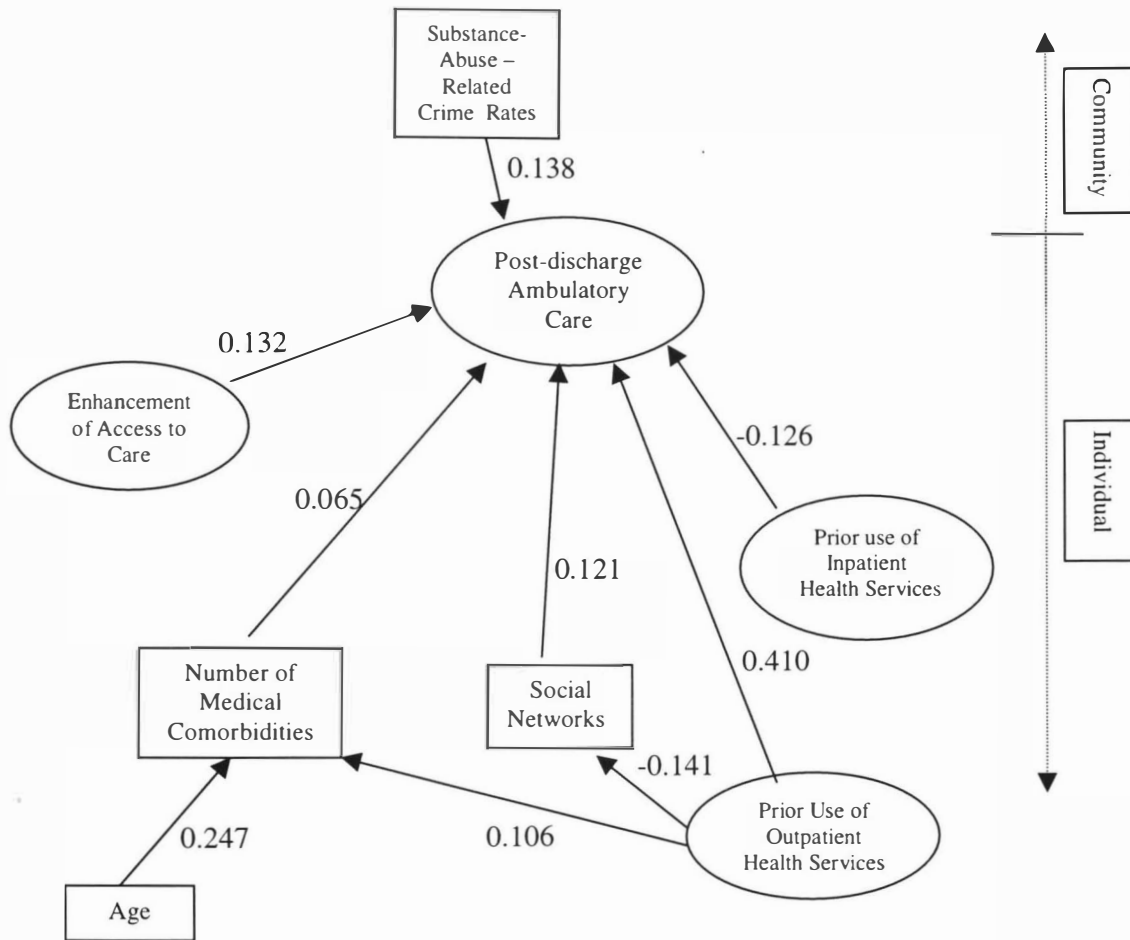 Substance-
Abuse –
Related
Crime Rates
Community
0.138
Post-discharge
Ambulatory
Care
0.132
Enhancement
of Access to
Care
-0.126
Individual
0.065
Prior use of
Inpatient
Health Services
0.121
0.410
Number of
Medical
Comorbidities
Social
Networks
-0.141
Prior Use of
Outpatient
Health Services
0.247
0.106
Age